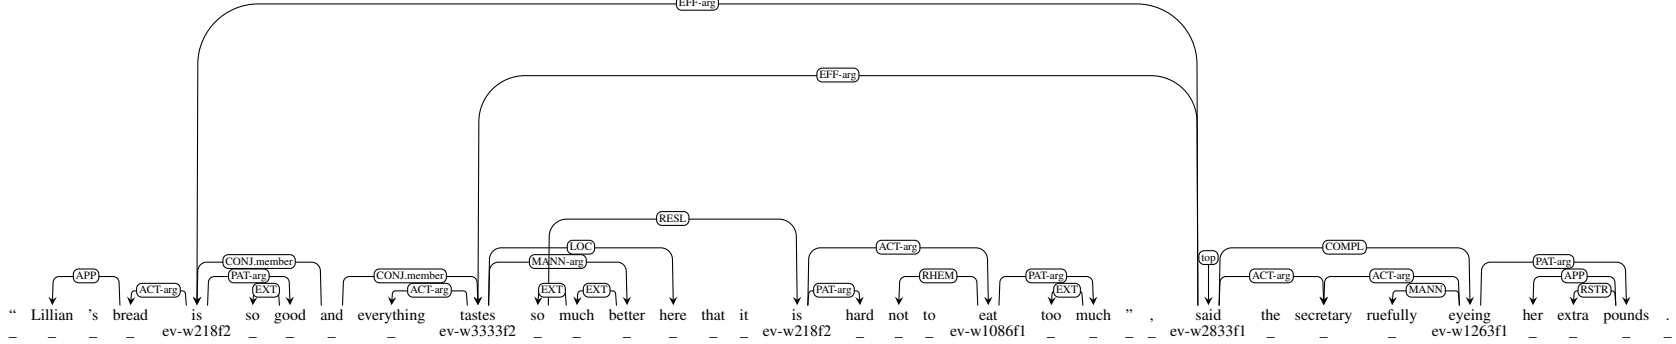 EFF-arg
EFF-arg
RESL
LOC ACT-arg COMPL
top
CONJ.member MANN-arg PAT-arg
APP PAT-arg CONJ.member RHEM PAT-arg ACT-arg ACT-arg APP
ACT-arg EXT ACT-arg EXT EXT PAT-arg EXT MANN RSTR
“ Lillian ’s bread is so good and everything tastes so much better here that it is hard not to eat too much ” , said the secretary ruefully eyeing her extra pounds .
ev-w218f2 ev-w3333f2 ev-w218f2 ev-w1086f1 ev-w2833f1 ev-w1263f1
_ _ _ _ _ _ _ _ _ _ _ _ _ _ _ _ _ _ _ _ _ _ _ _ _ _ _ _ _ _ _ _ _ _